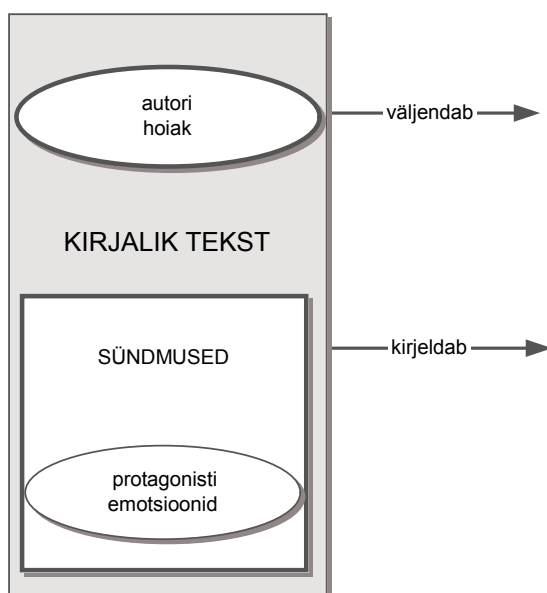 autori
hoiak
väljendab
KIRJALIK TEKST
SÜNDMUSED
kirjeldab
protagonisti
emotsioonid